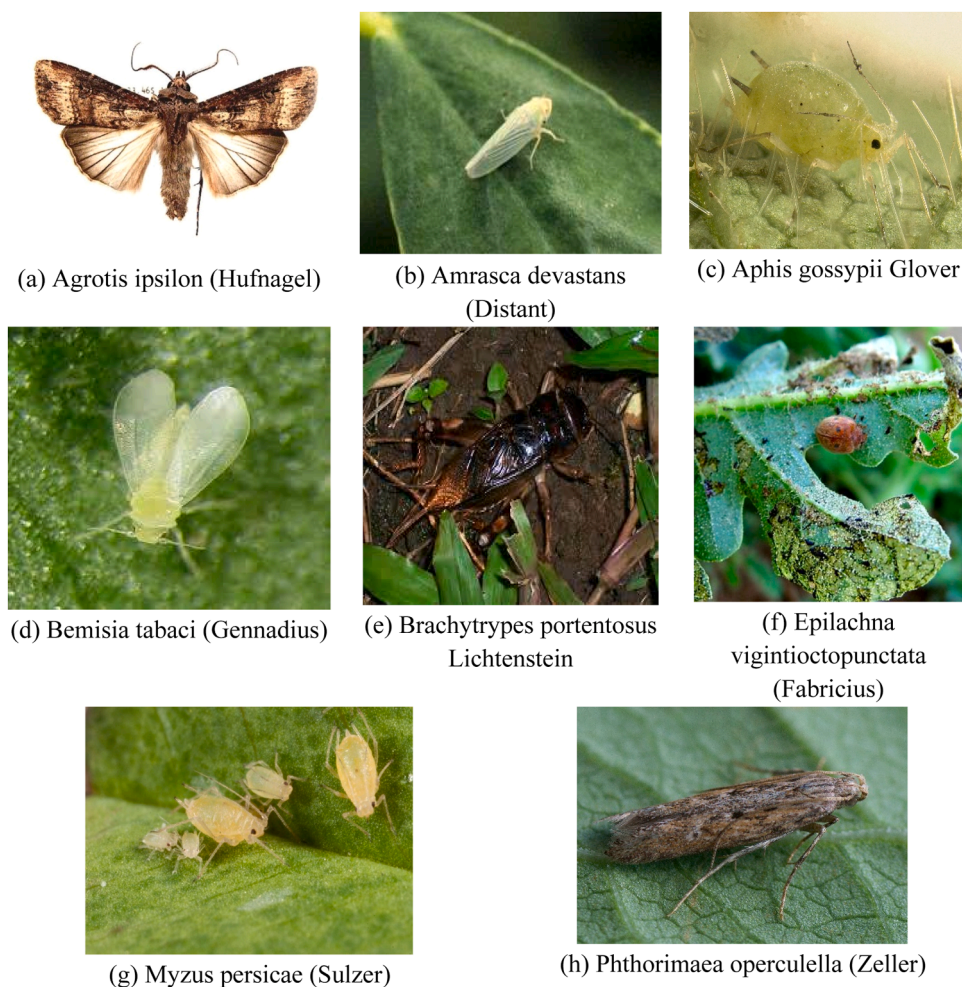 (a) Agrotis ipsilon (Hufnagel)
(b) Amrasca devastans
(Distant)
(c) Aphis gossypii Glover
(d) Bemisia tabaci (Gennadius)
(e) Brachytrypes portentosus
Lichtenstein
(f) Epilachna
vigintioctopunctata
(Fabricius)
(g) Myzus persicae (Sulzer)
(h) Phthorimaea operculella (Zeller)